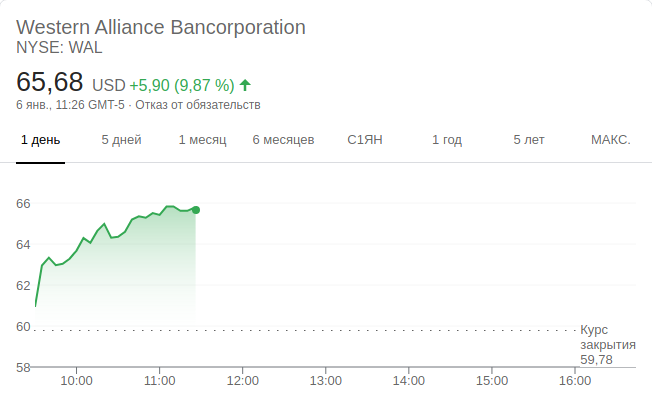 Western Alliance Bancorporation
NYSE: WAL
65,68 USD +5,90 (9,87 %)
6 янв., 11:26 GMT-5 · Отказ от обязательств
1 день 5 дней 1 месяц 6 месяцев С1ЯН 1 год 5 лет МАКС.
66
64
62
60
Курс
закрытия
59,78
58
10:00 11:00 12:00 13:00 14:00 15:00 16:00